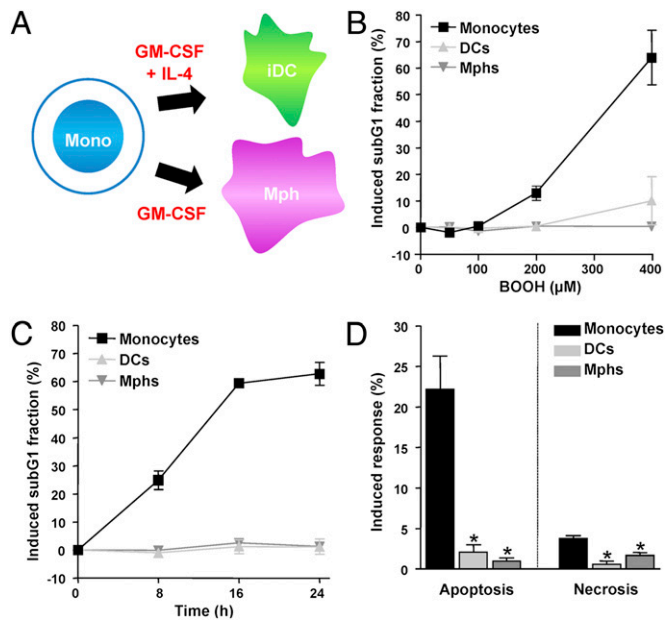 A
GM-CSF
+ IL-4
iDC
Mono
Mph
GM-CSF
B
Monocytes
DCs
Mphs
Induced subG1 fraction (%)
80
70
60
50
40
30
20
10
0
-10
0
100
200
300
400
BOOH (µM)
C
Monocytes
DCs
Mphs
Induced subG1 fraction (%)
80
70
60
50
40
30
20
10
0
-10
0
8
16
24
Time (h)
D
Monocytes
DCs
Mphs
Induced response (%)
30
25
20
15
10
5
0
* * * *
Apoptosis Necrosis